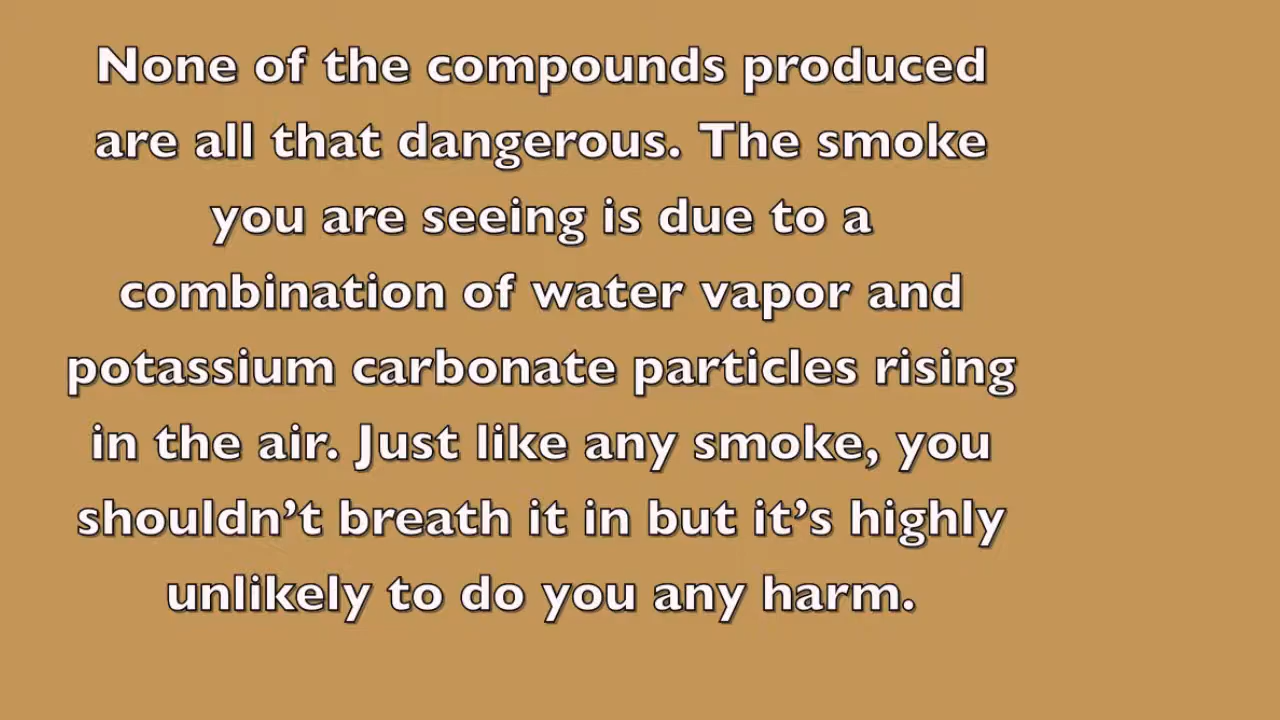 None of the compounds produced
are all that dangerous. The smoke
you are seeing is due to a
combination of water vapor and
potassium carbonate particles rising
in the air. Just like any smoke, you
shouldn’t breath it in but it’s highly
unlikely to do you any harm.